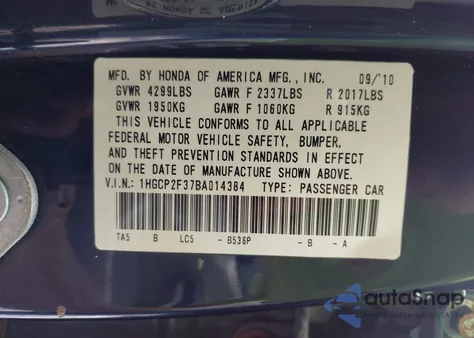 MFD. BY HONDA OF AMERICA MFG., INC. 09/10
GVWR 4299LBS GAWR F 2337LBS R 2017LBS
GVWR 1950KG GAWR F 1060KG R 915KG
THIS VEHICLE CONFORMS TO ALL APPLICABLE
FEDERAL MOTOR VEHICLE SAFETY, BUMPER,
AND THEFT PREVENTION STANDARDS IN EFFECT
ON THE DATE OF MANUFACTURE SHOWN ABOVE.
V.I.N.: 1HGCP2F37BA014384 TYPE: PASSENGER CAR
TA5 B LC5 - B536P - B - A
autoSnap